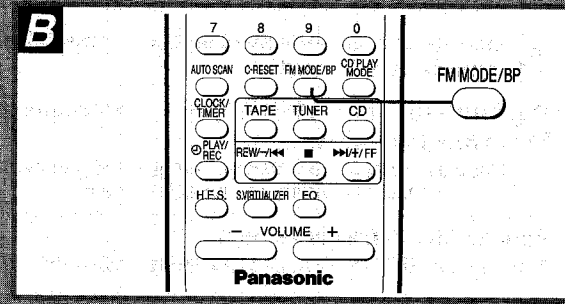 B
7 8 9 0
AUTO SCAN C-RESET FM MODE/BP CD PLAY MODE
FM MODE/BP
CLOCK/TIMER TAPE TUNER CD
PLAY/REC REW/−/⏮ ■ ⏭/+/FF
H.E.S. S.VIRTUALIZER EQ
− VOLUME +
Panasonic